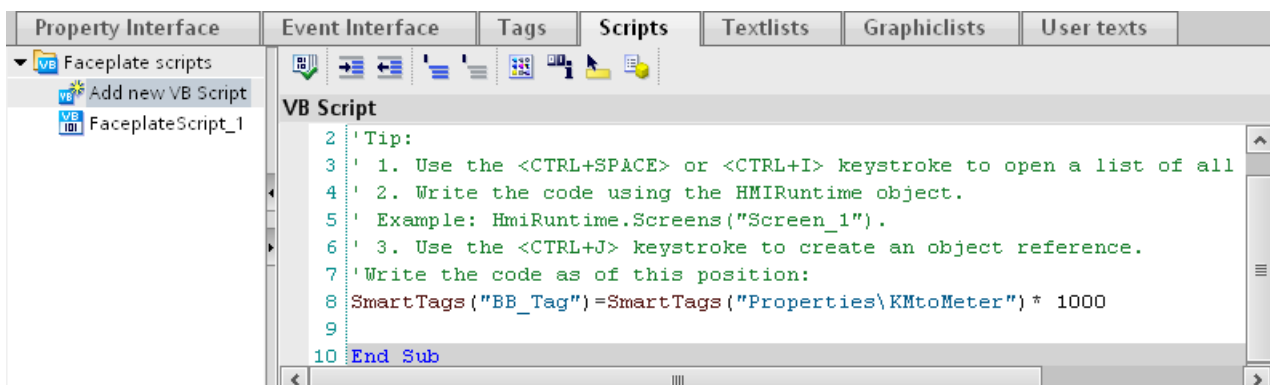 Property Interface Event Interface Tags Scripts Textlists Graphiclists User texts
VB Faceplate scripts
VB Add new VB Script
VB 101 FaceplateScript_1
VB Script
2 'Tip:
3 ' 1. Use the <CTRL+SPACE> or <CTRL+I> keystroke to open a list of all
4 ' 2. Write the code using the HMIRuntime object.
5 ' Example: HmiRuntime.Screens("Screen_1").
6 ' 3. Use the <CTRL+J> keystroke to create an object reference.
7 'Write the code as of this position:
8 SmartTags("BB_Tag")=SmartTags("Properties\KMtoMeter")* 1000
9
10 End Sub